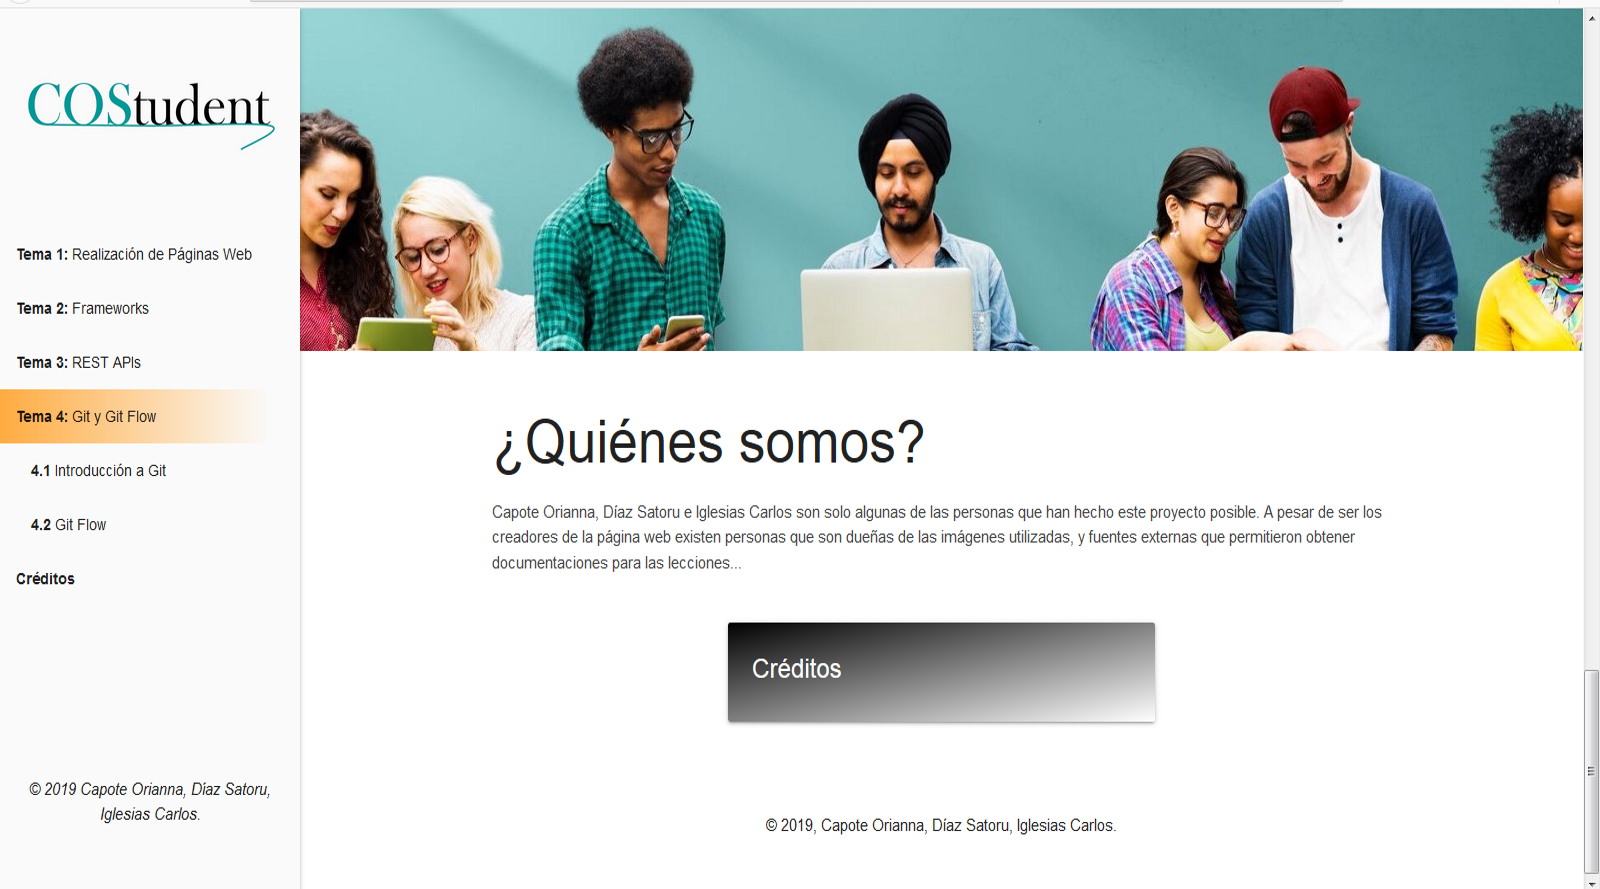 COStudent
Tema 1: Realización de Páginas Web
Tema 2: Frameworks
Tema 3: REST APIs
Tema 4: Git y Git Flow
4.1 Introducción a Git
4.2 Git Flow
Créditos
© 2019 Capote Orianna, Díaz Satoru,
Iglesias Carlos.
¿Quiénes somos?
Capote Orianna, Díaz Satoru e Iglesias Carlos son solo algunas de las personas que han hecho este proyecto posible. A pesar de ser los
creadores de la página web existen personas que son dueñas de las imágenes utilizadas, y fuentes externas que permitieron obtener
documentaciones para las lecciones...
Créditos
© 2019, Capote Orianna, Díaz Satoru, Iglesias Carlos.